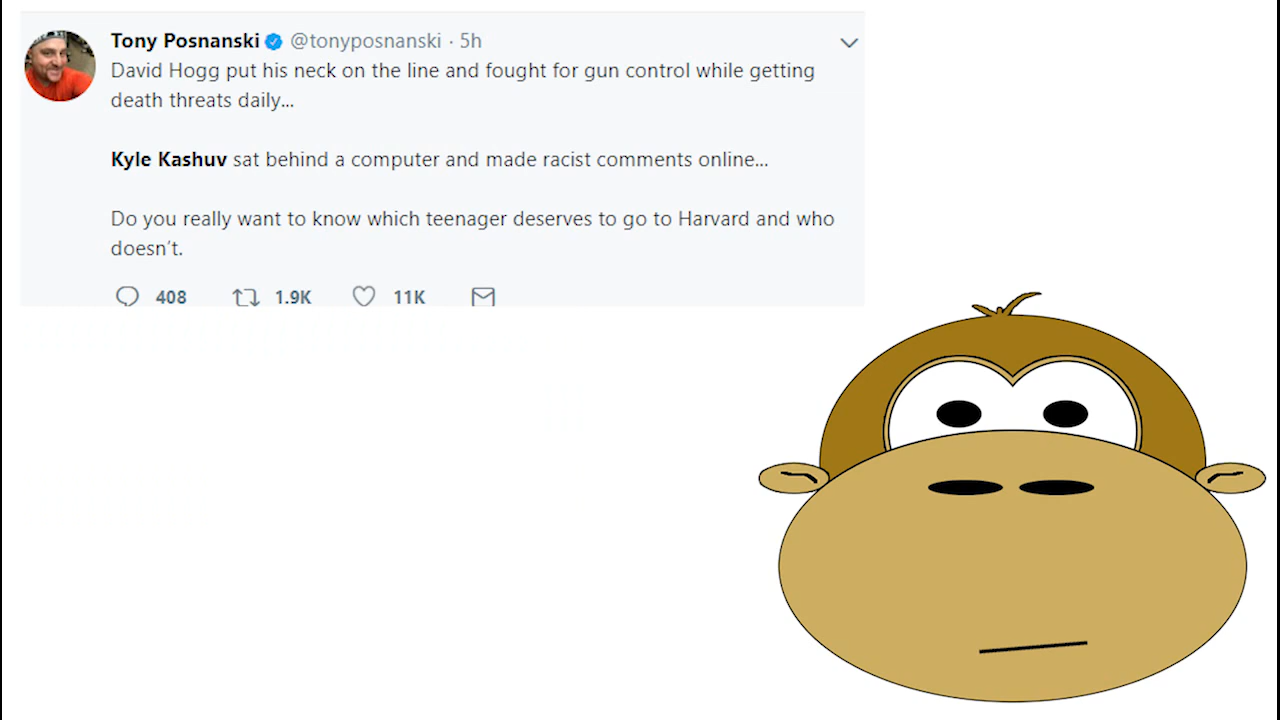 Tony Posnanski @tonyposnanski · 5h
David Hogg put his neck on the line and fought for gun control while getting
death threats daily...
Kyle Kashuv sat behind a computer and made racist comments online...
Do you really want to know which teenager deserves to go to Harvard and who
doesn't.
408 1.9K 11K